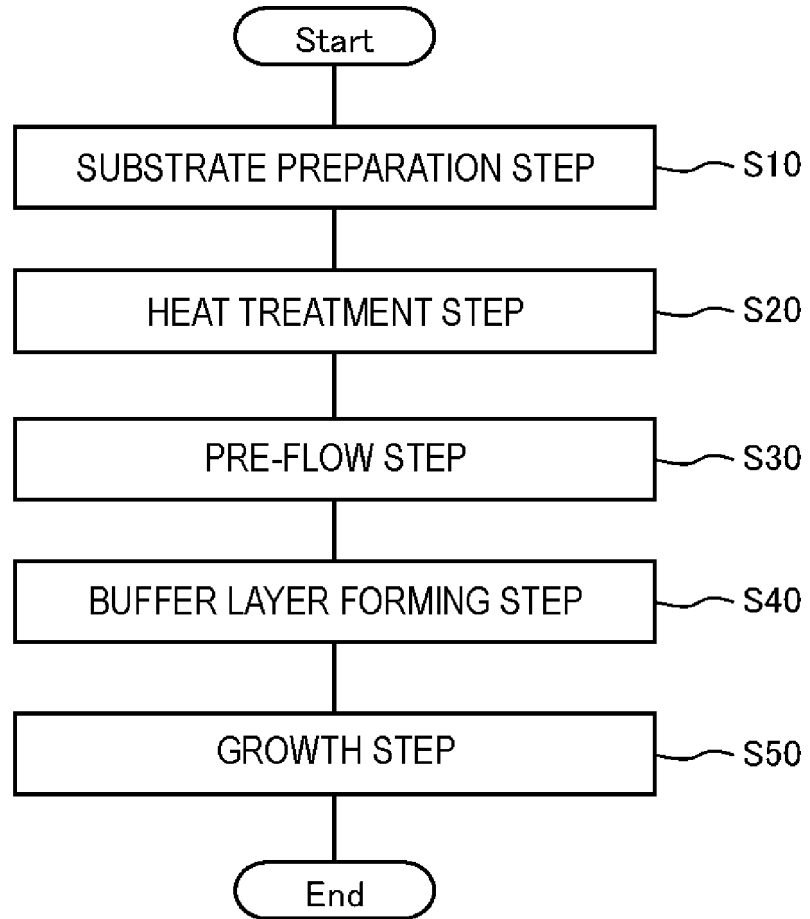 Start
SUBSTRATE PREPARATION STEP S10
HEAT TREATMENT STEP S20
PRE-FLOW STEP S30
BUFFER LAYER FORMING STEP S40
GROWTH STEP S50
End